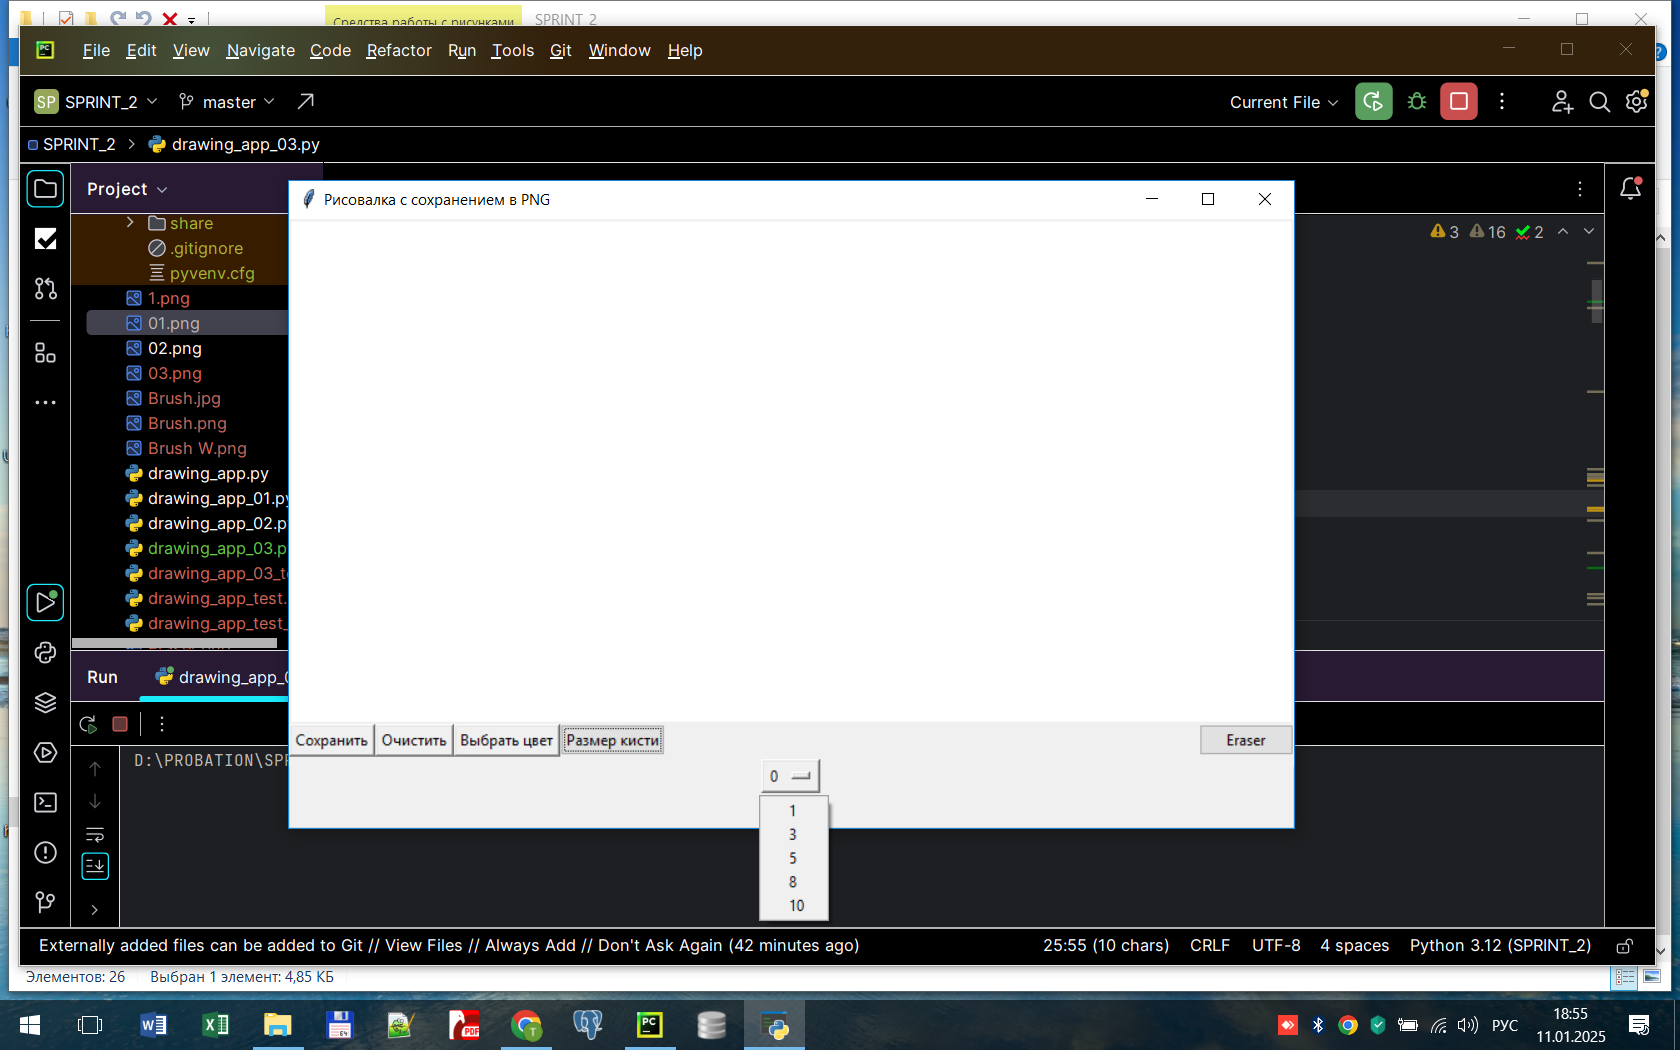 Средства работы с рисунками
SPRINT_2
File Edit View Navigate Code Refactor Run Tools Git Window Help
SP SPRINT_2 master Current File
SPRINT_2 > drawing_app_03.py
Project
Рисовалка с сохранением в PNG
share
3 16 2
.gitignore
pyvenv.cfg
1.png
01.png
02.png
03.png
Brush.jpg
Brush.png
Brush W.png
drawing_app.py
drawing_app_01.py
drawing_app_02.p
drawing_app_03.p
drawing_app_03_t
drawing_app_test.
drawing_app_test_
Run drawing_app_0
Сохранить Очистить Выбрать цвет Размер кисти Eraser
D:\PROBATION\SPR
0
1
3
5
8
10
Externally added files can be added to Git // View Files // Always Add // Don't Ask Again (42 minutes ago) 25:55 (10 chars) CRLF UTF-8 4 spaces Python 3.12 (SPRINT_2)
Элементов: 26 Выбран 1 элемент: 4,85 КБ
РУС 18:55
11.01.2025